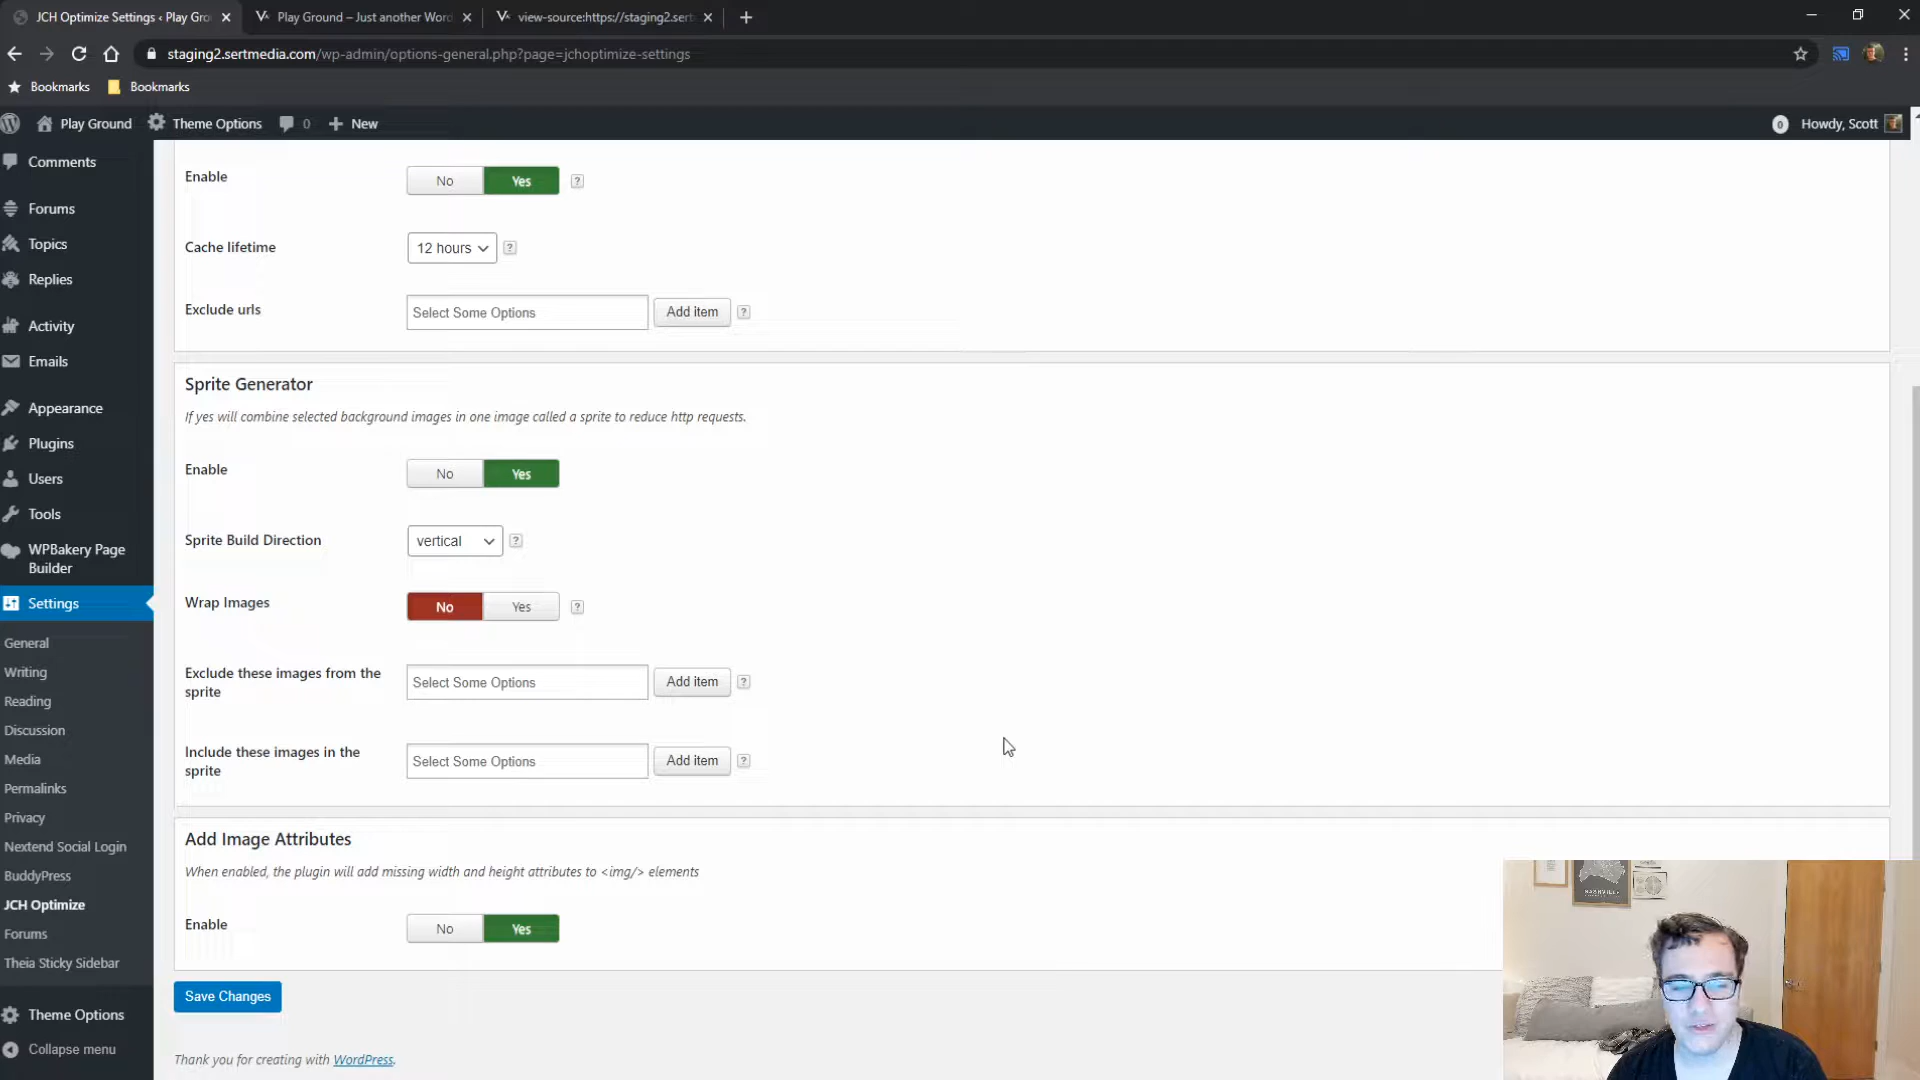 JCH Optimize Settings ‹ Play Gro
Play Ground – Just another Word
view-source:https://staging2.sert
staging2.sertmedia.com/wp-admin/options-general.php?page=jchoptimize-settings
Bookmarks
Bookmarks
Play Ground
Theme Options
0
New
0
Howdy, Scott
Comments
Forums
Topics
Replies
Activity
Emails
Appearance
Plugins
Users
Tools
WPBakery Page
Builder
Settings
General
Writing
Reading
Discussion
Media
Permalinks
Privacy
Nextend Social Login
BuddyPress
JCH Optimize
Forums
Theia Sticky Sidebar
Theme Options
Collapse menu
Enable
No
Yes
?
Cache lifetime
12 hours
?
Exclude urls
Select Some Options
Add item
?
Sprite Generator
If yes will combine selected background images in one image called a sprite to reduce http requests.
Enable
No
Yes
Sprite Build Direction
vertical
?
Wrap Images
No
Yes
?
Exclude these images from the
sprite
Select Some Options
Add item
?
Include these images in the
sprite
Select Some Options
Add item
?
Add Image Attributes
When enabled, the plugin will add missing width and height attributes to <img/> elements
Enable
No
Yes
Save Changes
Thank you for creating with WordPress.
NASHVILLE